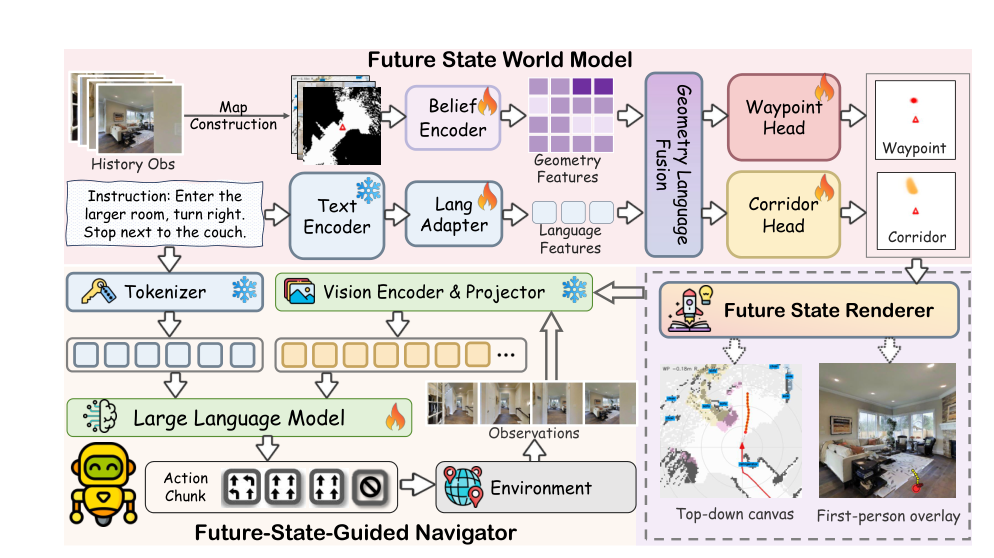 Future State World Model
History Obs
Map
Construction
Belief
Encoder
Geometry
Features
Geometry Language
Fusion
Waypoint
Head
Waypoint
Instruction: Enter the
larger room, turn right.
Stop next to the couch.
Text
Encoder
Lang
Adapter
Language
Features
Corridor
Head
Corridor
Tokenizer
Vision Encoder & Projector
Future State Renderer
...
Large Language Model
Observations
Action
Chunk
Environment
Top-down canvas
First-person overlay
Future-State-Guided Navigator